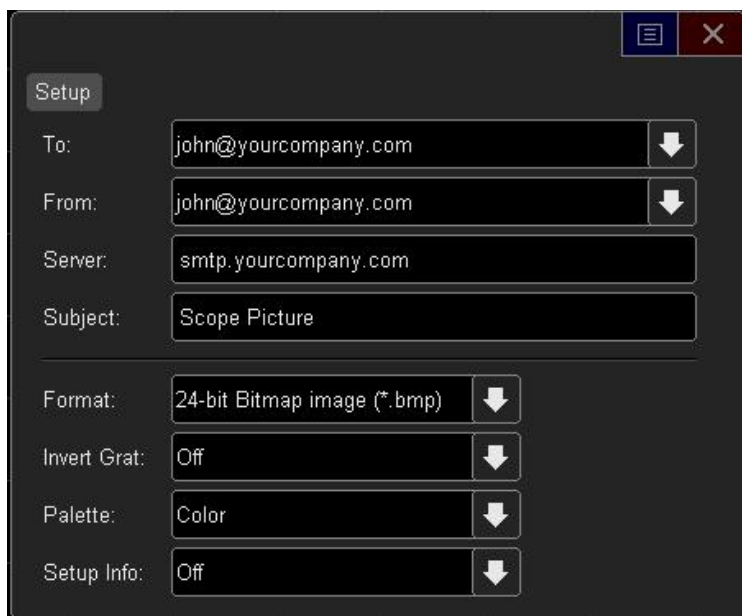 Setup
To: john@yourcompany.com
From: john@yourcompany.com
Server: smtp.yourcompany.com
Subject: Scope Picture
Format: 24-bit Bitmap image (*.bmp)
Invert Grat: Off
Palette: Color
Setup Info: Off